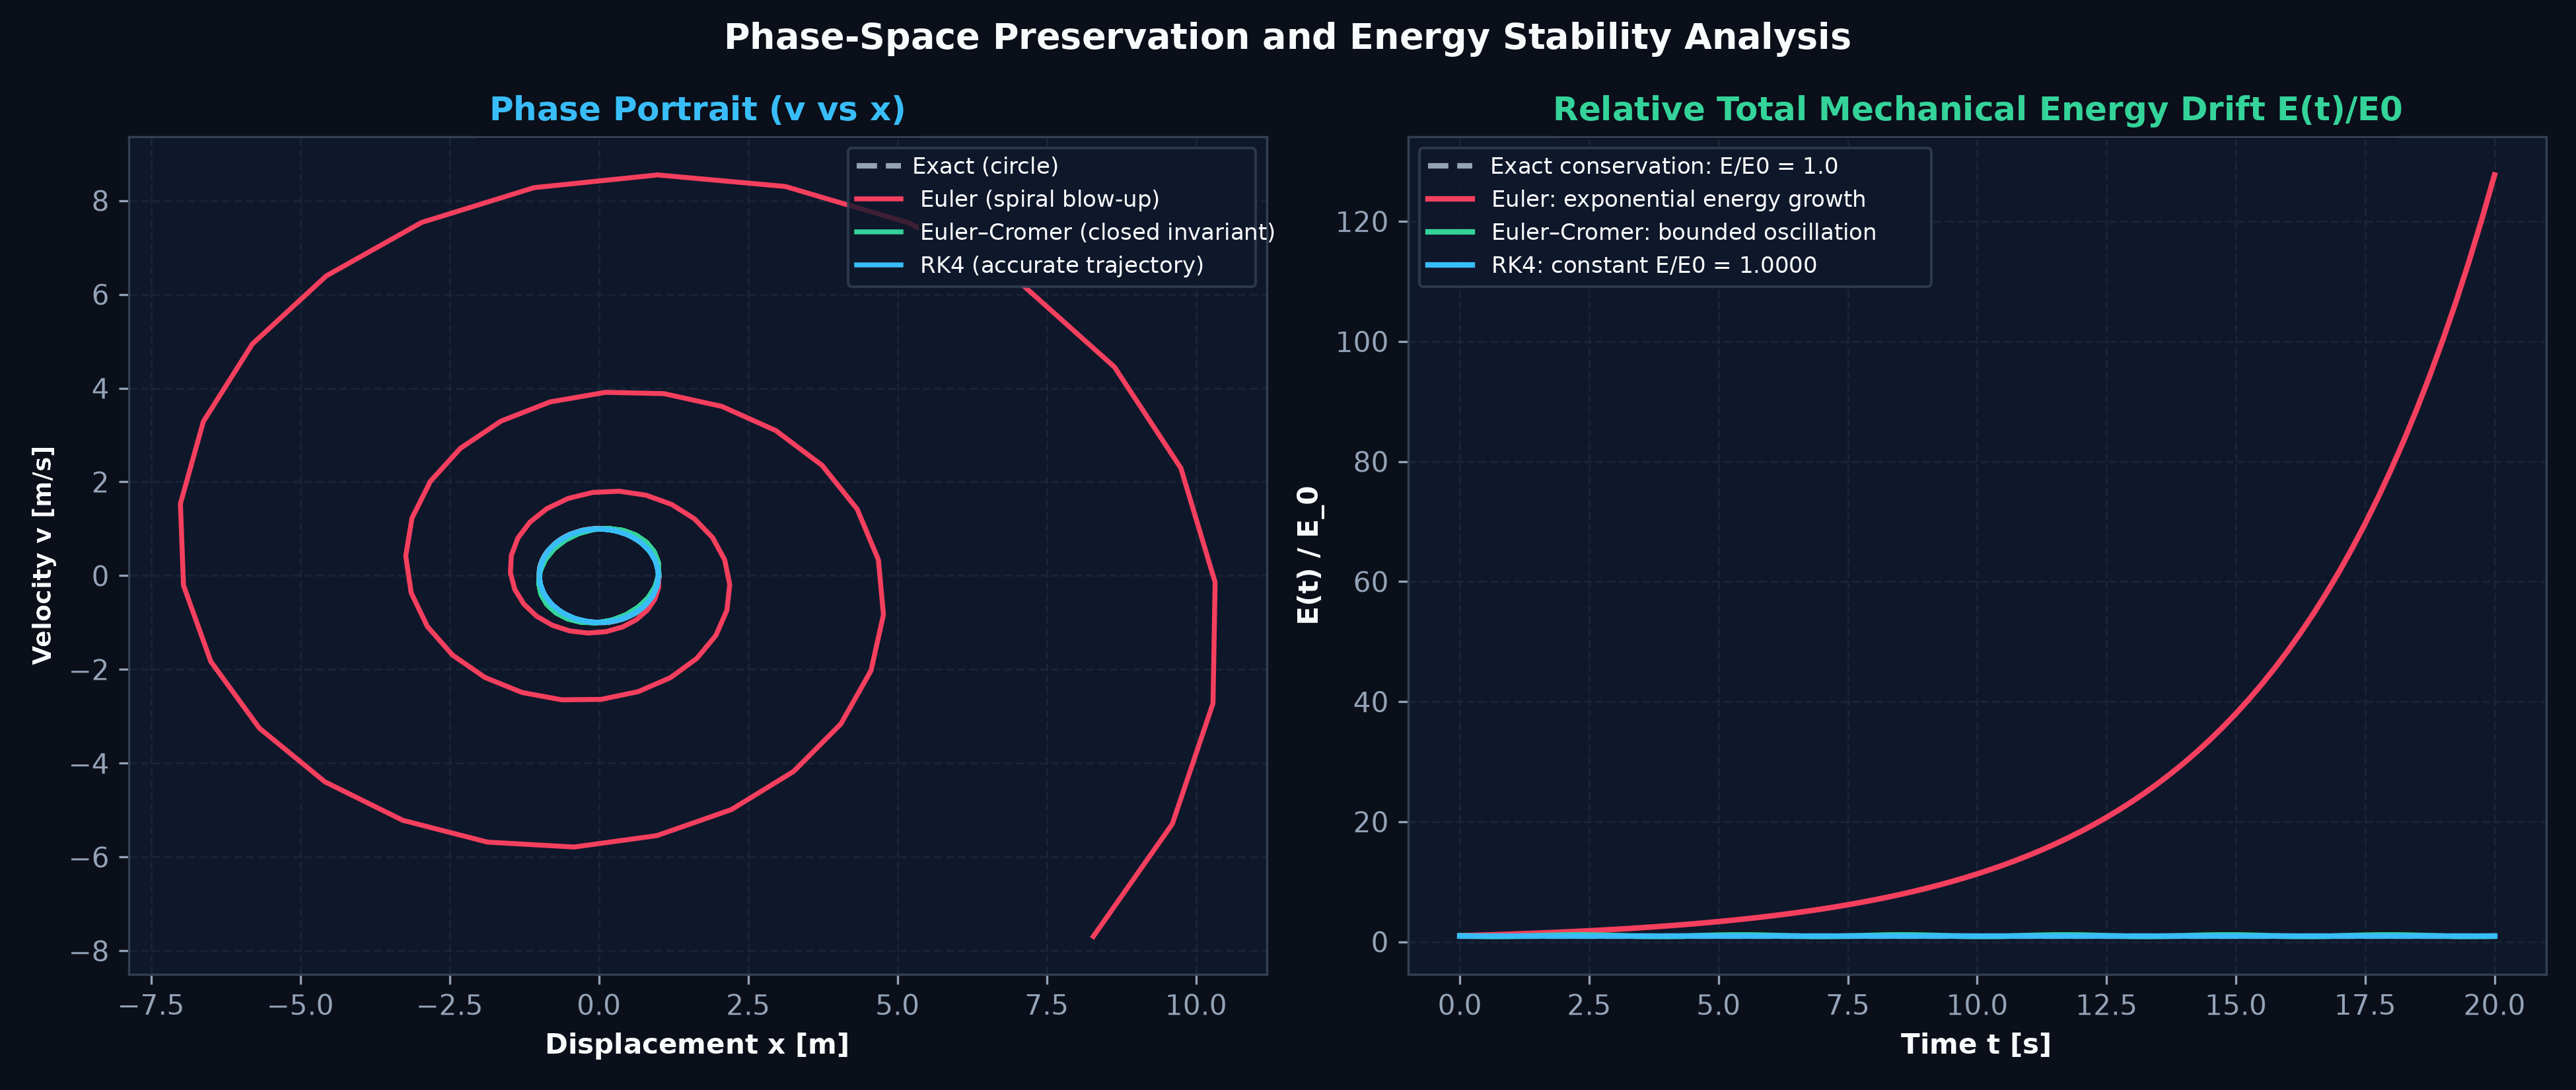 Phase-Space Preservation and Energy Stability Analysis
Phase Portrait (v vs x)
Exact (circle)
Euler (spiral blow-up)
Euler–Cromer (closed invariant)
RK4 (accurate trajectory)
8
6
4
2
0
−2
−4
−6
−8
Velocity v [m/s]
−7.5 −5.0 −2.5 0.0 2.5 5.0 7.5 10.0
Displacement x [m]
Relative Total Mechanical Energy Drift E(t)/E0
Exact conservation: E/E0 = 1.0
Euler: exponential energy growth
Euler–Cromer: bounded oscillation
RK4: constant E/E0 = 1.0000
120
100
80
60
40
20
0
E(t) / E_0
0.0 2.5 5.0 7.5 10.0 12.5 15.0 17.5 20.0
Time t [s]